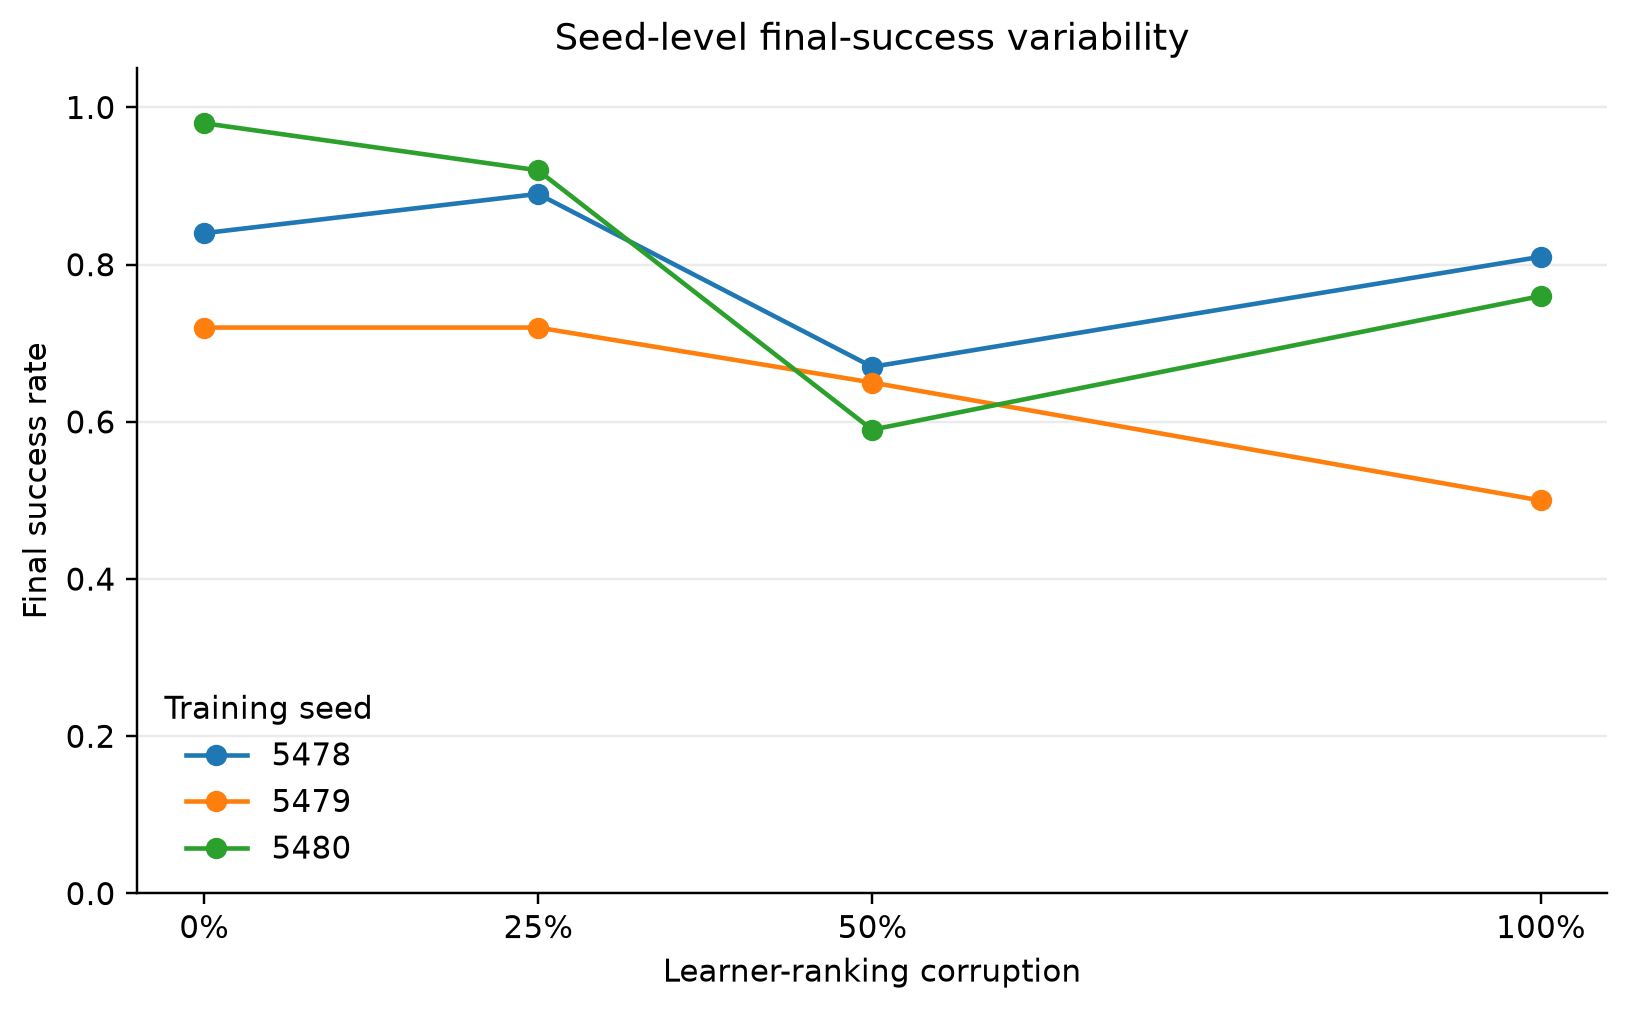 Seed-level final-success variability
Final success rate
1.0
0.8
0.6
0.4
0.2
0.0
Training seed
5478
5479
5480
0% 25% 50% 100%
Learner-ranking corruption